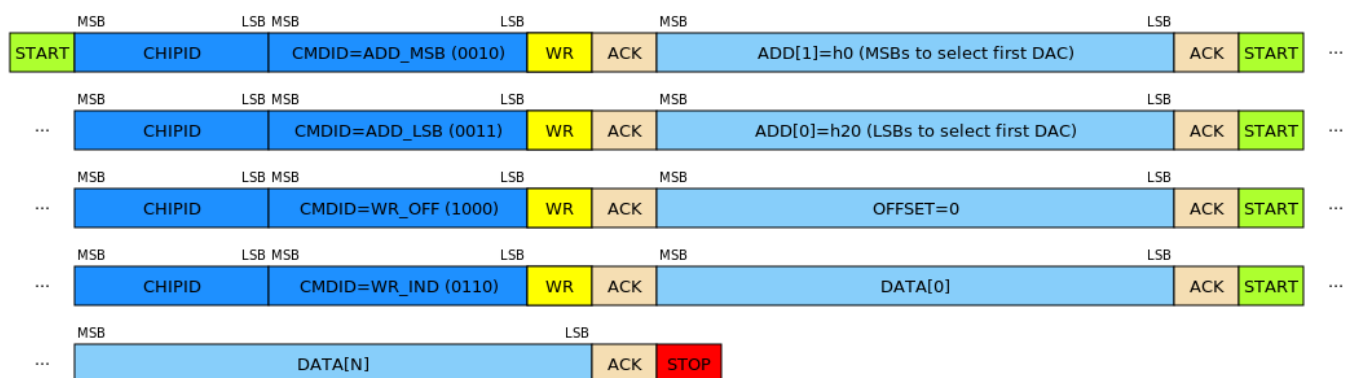 MSB LSB MSB LSB MSB LSB
START CHIPID CMDID=ADD_MSB (0010) WR ACK ADD[1]=h0 (MSBs to select first DAC) ACK START ...
MSB LSB MSB LSB MSB LSB
... CHIPID CMDID=ADD_LSB (0011) WR ACK ADD[0]=h20 (LSBs to select first DAC) ACK START ...
MSB LSB MSB LSB MSB LSB
... CHIPID CMDID=WR_OFF (1000) WR ACK OFFSET=0 ACK START ...
MSB LSB MSB LSB MSB LSB
... CHIPID CMDID=WR_IND (0110) WR ACK DATA[0] ACK START ...
MSB LSB
... DATA[N] ACK STOP